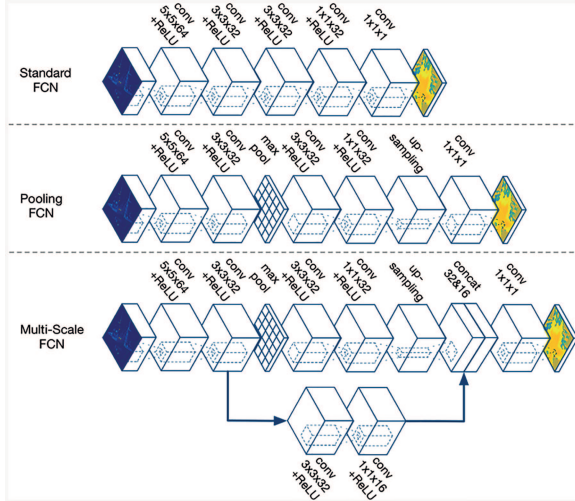 Standard
FCN
conv
5x5x64
+ReLU
conv
3x3x32
+ReLU
conv
3x3x32
+ReLU
conv
1x1x32
+ReLU
conv
1x1x1
Pooling
FCN
conv
5x5x64
+ReLU
conv
3x3x32
+ReLU
max
pool
conv
3x3x32
+ReLU
conv
1x1x32
+ReLU
up-
sampling
conv
1x1x1
Multi-Scale
FCN
conv
5x5x64
+ReLU
conv
3x3x32
+ReLU
max
pool
conv
3x3x32
+ReLU
conv
1x1x32
+ReLU
up-
sampling
concat
32&16
conv
1x1x1
conv
3x3x32
+ReLU
conv
1x1x16
+ReLU